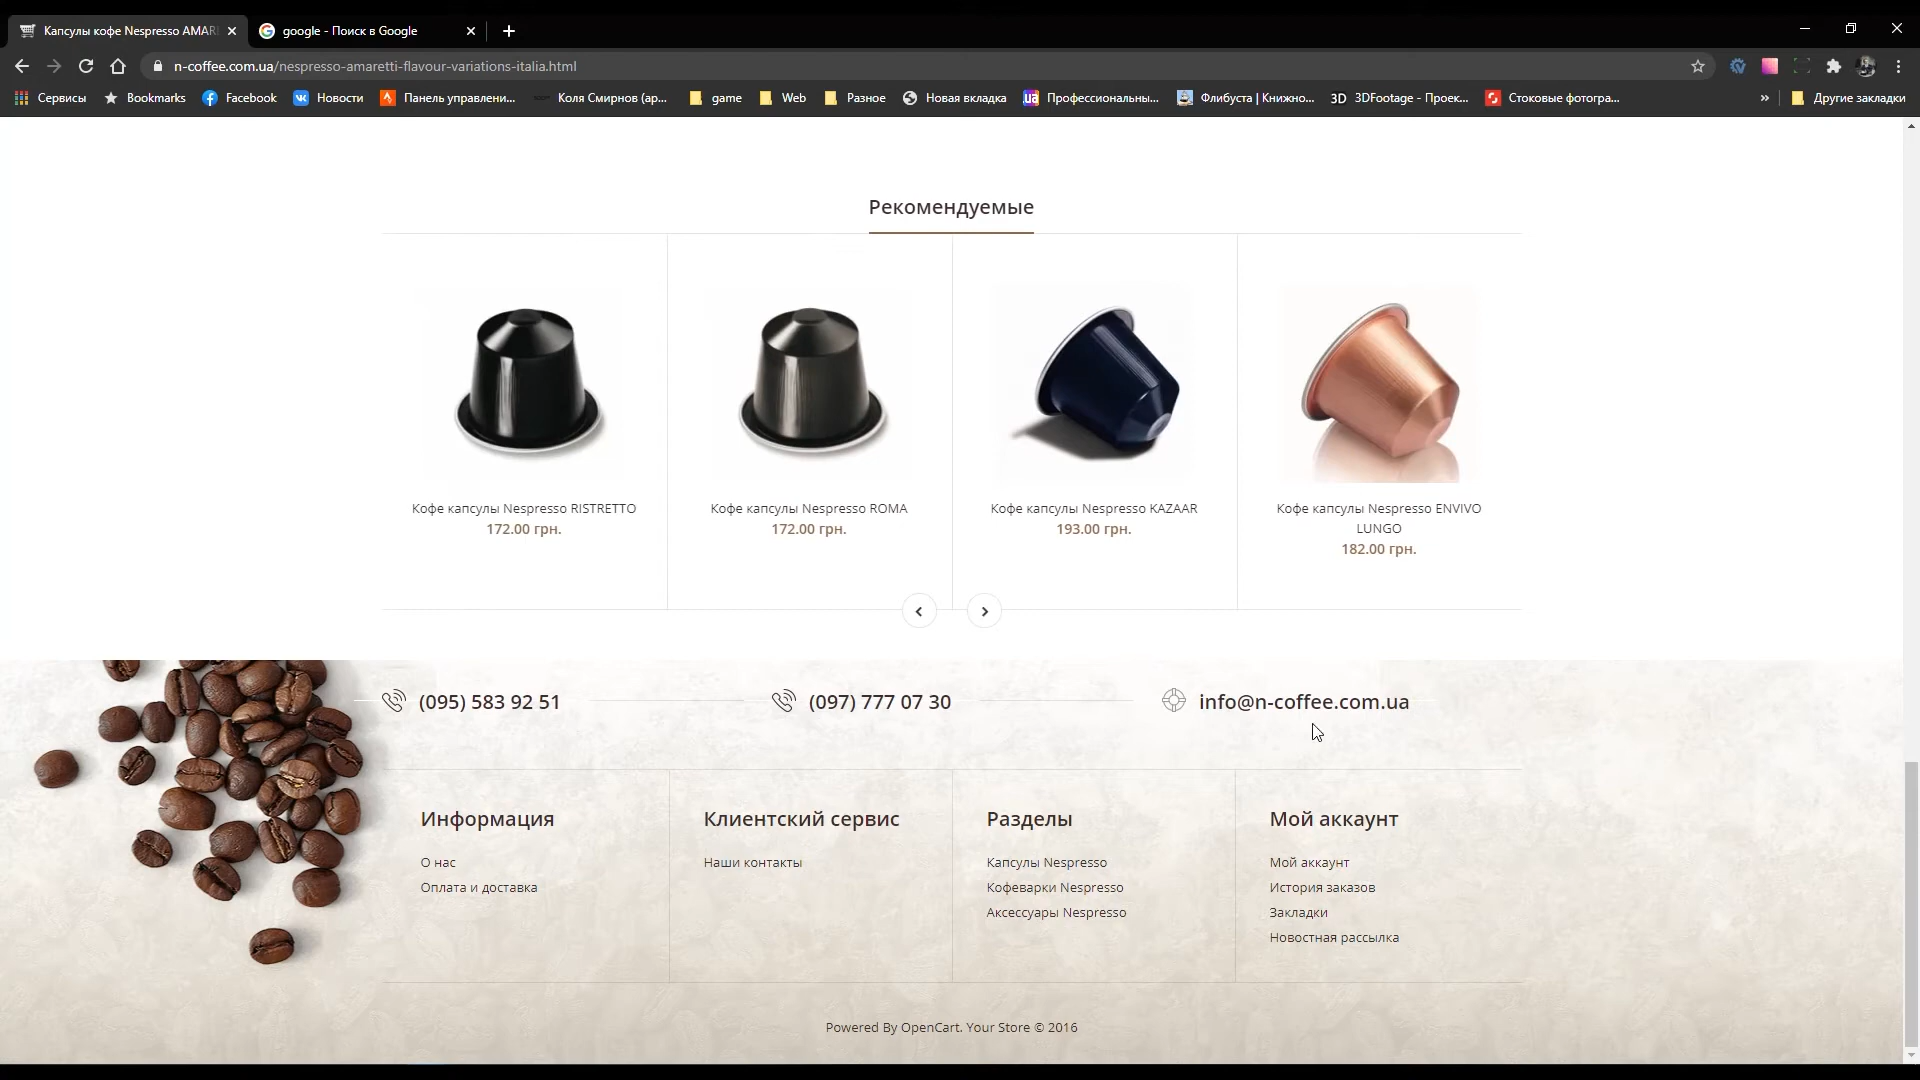 Капсулы кофе Nespresso AMAR
google - Поиск в Google
n-coffee.com.ua/nespresso-amaretti-flavour-variations-italia.html
Сервисы
Bookmarks
Facebook
Новости
Панель управлени...
Коля Смирнов (ар...
game
Web
Разное
Новая вкладка
Профессиональны...
Флибуста | Книжно...
3D 3DFootage - Проек...
Стоковые фотогра...
»
Другие закладки
Рекомендуемые
Кофе капсулы Nespresso RISTRETTO
172.00 грн.
Кофе капсулы Nespresso ROMA
172.00 грн.
Кофе капсулы Nespresso KAZAAR
193.00 грн.
Кофе капсулы Nespresso ENVIVO
LUNGO
182.00 грн.
(095) 583 92 51
(097) 777 07 30
info@n-coffee.com.ua
Информация
О нас
Оплата и доставка
Клиентский сервис
Наши контакты
Разделы
Капсулы Nespresso
Кофеварки Nespresso
Аксессуары Nespresso
Мой аккаунт
Мой аккаунт
История заказов
Закладки
Новостная рассылка
Powered By OpenCart. Your Store © 2016